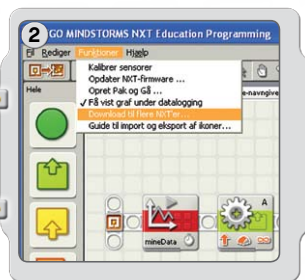 2
GO MINDSTORMS NXT Education Programming
Fil Rediger Funktioner Hjælp
Kalibrer sensorer
Opdater NXT-firmware ...
Opret Pak og Gå ...
✓ Få vist graf under datalogging
Download til flere NXT'er...
Guide til import og eksport af ikoner...
Hele
e-navngive
A
mineData